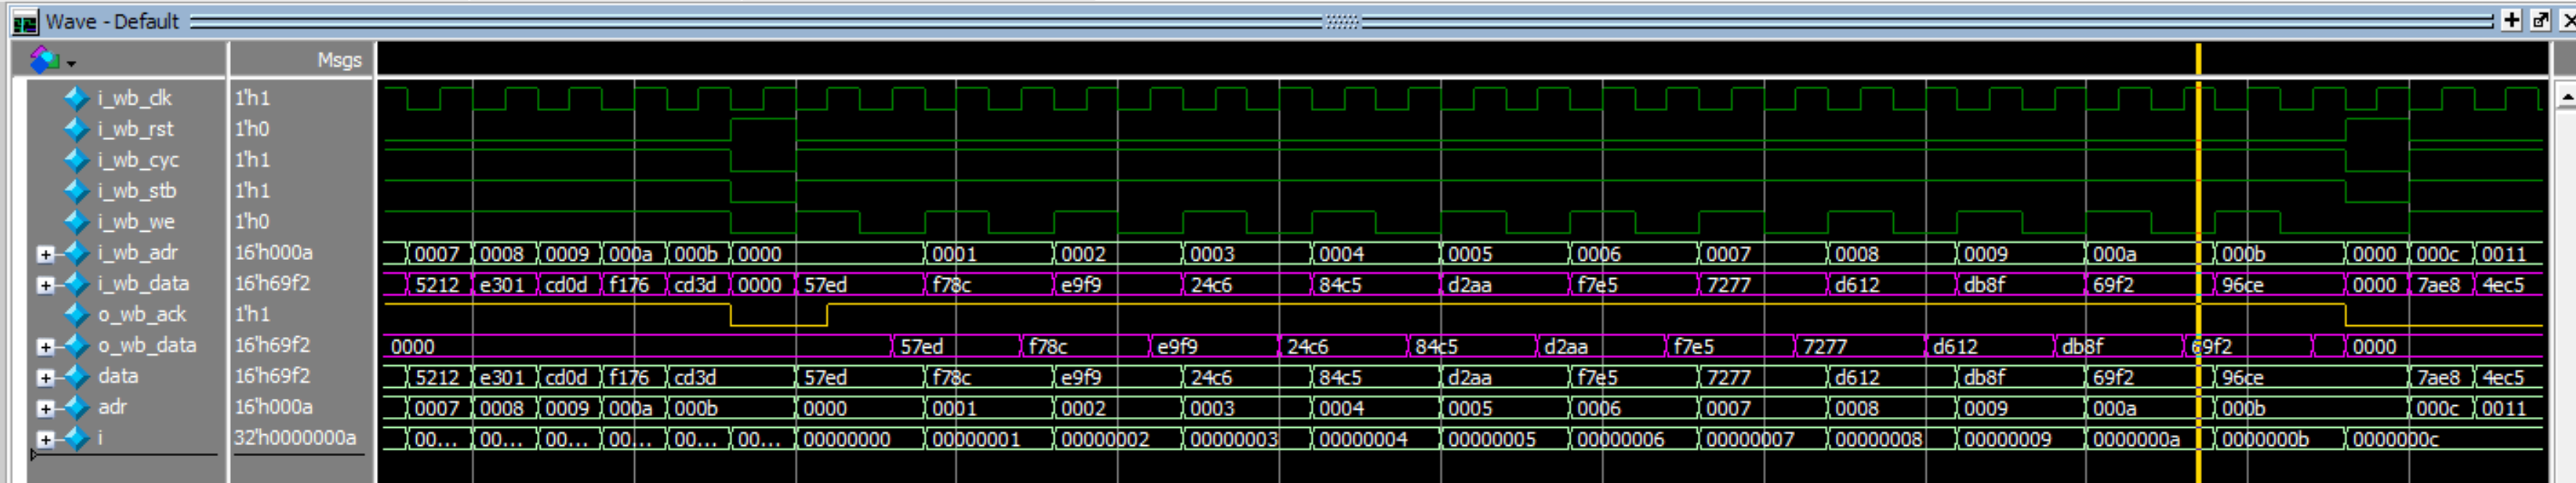 Wave - Default
Msgs
i_wb_clk 1'h1
i_wb_rst 1'h0
i_wb_cyc 1'h1
i_wb_stb 1'h1
i_wb_we 1'h0
i_wb_adr 16'h000a 0007 0008 0009 000a 000b 0000 0001 0002 0003 0004 0005 0006 0007 0008 0009 000a 000b 0000 000c 0011
i_wb_data 16'h69f2 5212 e301 cd0d f176 cd3d 0000 57ed f78c e9f9 24c6 84c5 d2aa f7e5 7277 d612 db8f 69f2 96ce 0000 7ae8 4ec5
o_wb_ack 1'h1
o_wb_data 16'h69f2 0000 57ed f78c e9f9 24c6 84c5 d2aa f7e5 7277 d612 db8f 69f2 0000
data 16'h69f2 5212 e301 cd0d f176 cd3d 57ed f78c e9f9 24c6 84c5 d2aa f7e5 7277 d612 db8f 69f2 96ce 7ae8 4ec5
adr 16'h000a 0007 0008 0009 000a 000b 0000 0001 0002 0003 0004 0005 0006 0007 0008 0009 000a 000b 000c 0011
i 32'h0000000a 00... 00... 00... 00... 00... 00... 00000000 00000001 00000002 00000003 00000004 00000005 00000006 00000007 00000008 00000009 0000000a 0000000b 0000000c